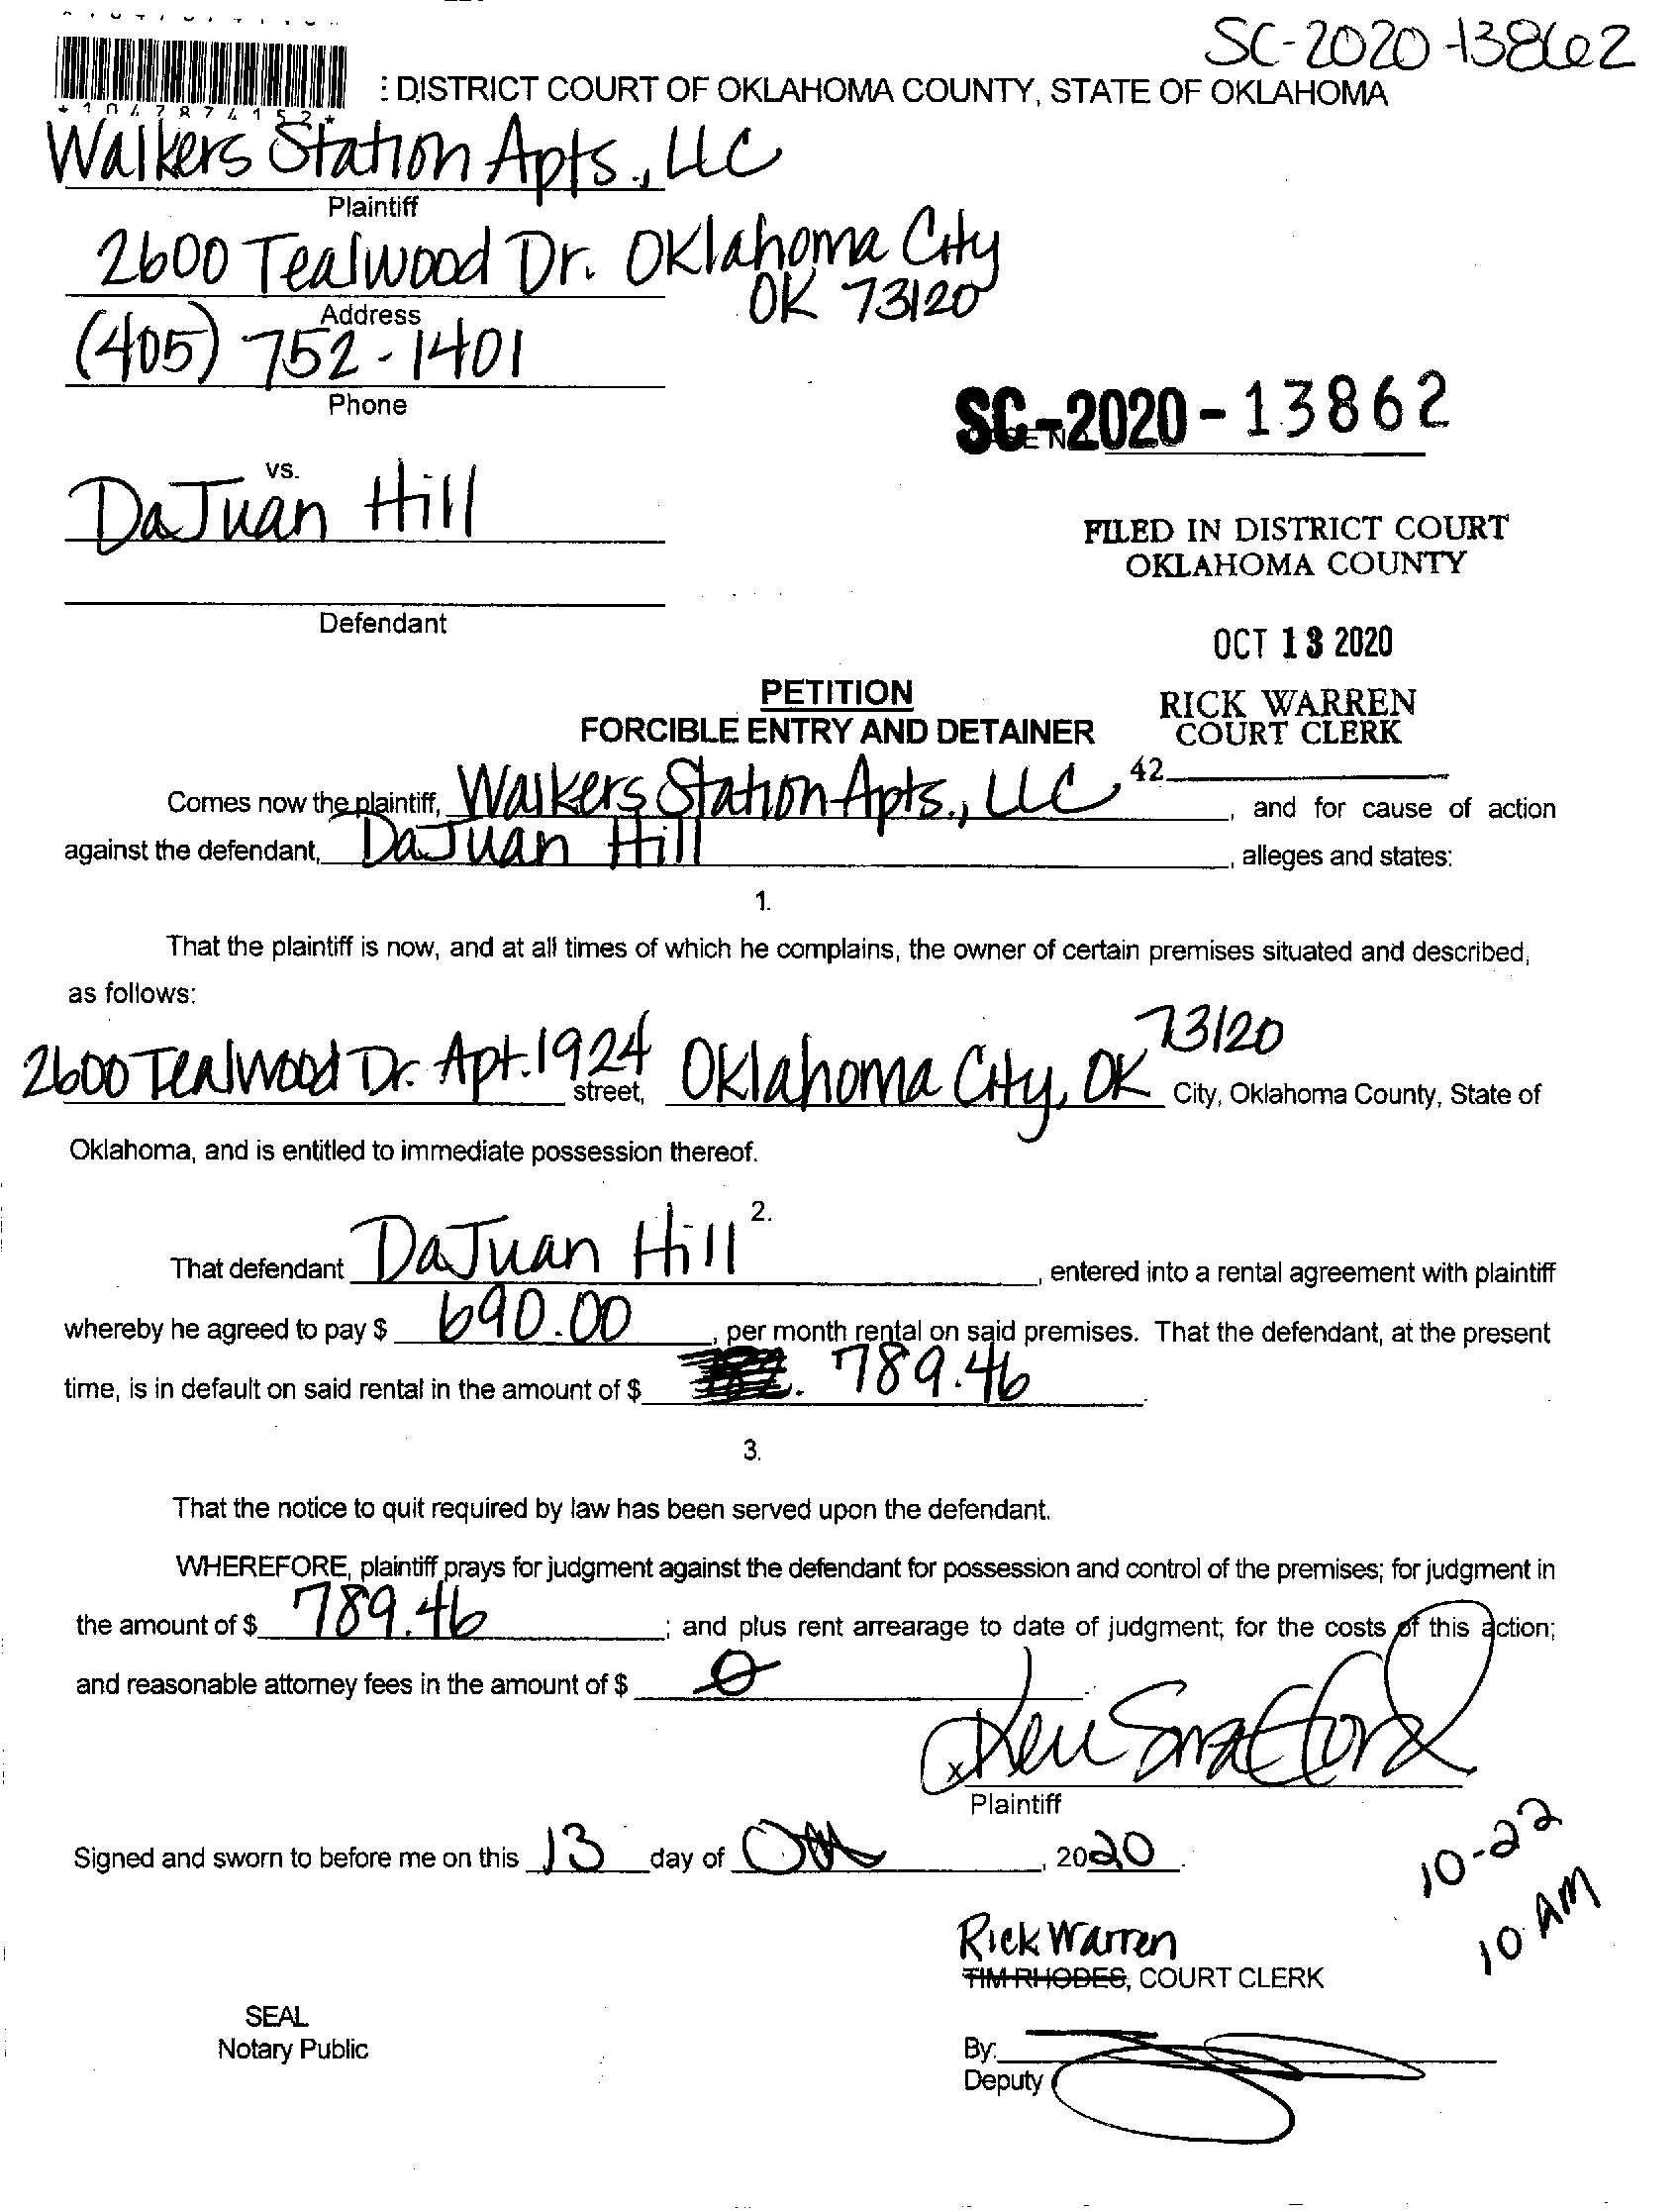 SC-2020-13862
*1047874152*
: DISTRICT COURT OF OKLAHOMA COUNTY, STATE OF OKLAHOMA
Walkers Station Apts., LLC
Plaintiff
2600 Tealwood Dr. Oklahoma City
OK 73120
Address
(405) 752-1401
Phone
SC-2020-13862
vs.
DaJuan Hill
FILED IN DISTRICT COURT
OKLAHOMA COUNTY
Defendant
OCT 13 2020
PETITION
RICK WARREN
FORCIBLE ENTRY AND DETAINER
COURT CLERK
42
Comes now the plaintiff, Walkers Station Apts., LLC, and for cause of action
against the defendant, DaJuan Hill, alleges and states:
1.
That the plaintiff is now, and at all times of which he complains, the owner of certain premises situated and described,
as follows:
2600 Tealwood Dr. Apt. 1924 street, Oklahoma City, OK 73120 City, Oklahoma County, State of
Oklahoma, and is entitled to immediate possession thereof.
2.
That defendant DaJuan Hill, entered into a rental agreement with plaintiff
whereby he agreed to pay $ 690.00, per month rental on said premises. That the defendant, at the present
time, is in default on said rental in the amount of $ 789.46.
3.
That the notice to quit required by law has been served upon the defendant.
WHEREFORE, plaintiff prays for judgment against the defendant for possession and control of the premises; for judgment in
the amount of $ 789.46; and plus rent arrearage to date of judgment; for the costs of this action;
and reasonable attorney fees in the amount of $ 0.
x
Plaintiff
Signed and sworn to before me on this 13 day of Oct, 2020.
10-22
10 AM
Rick Warren
TIM RHODES, COURT CLERK
SEAL
Notary Public
By:
Deputy